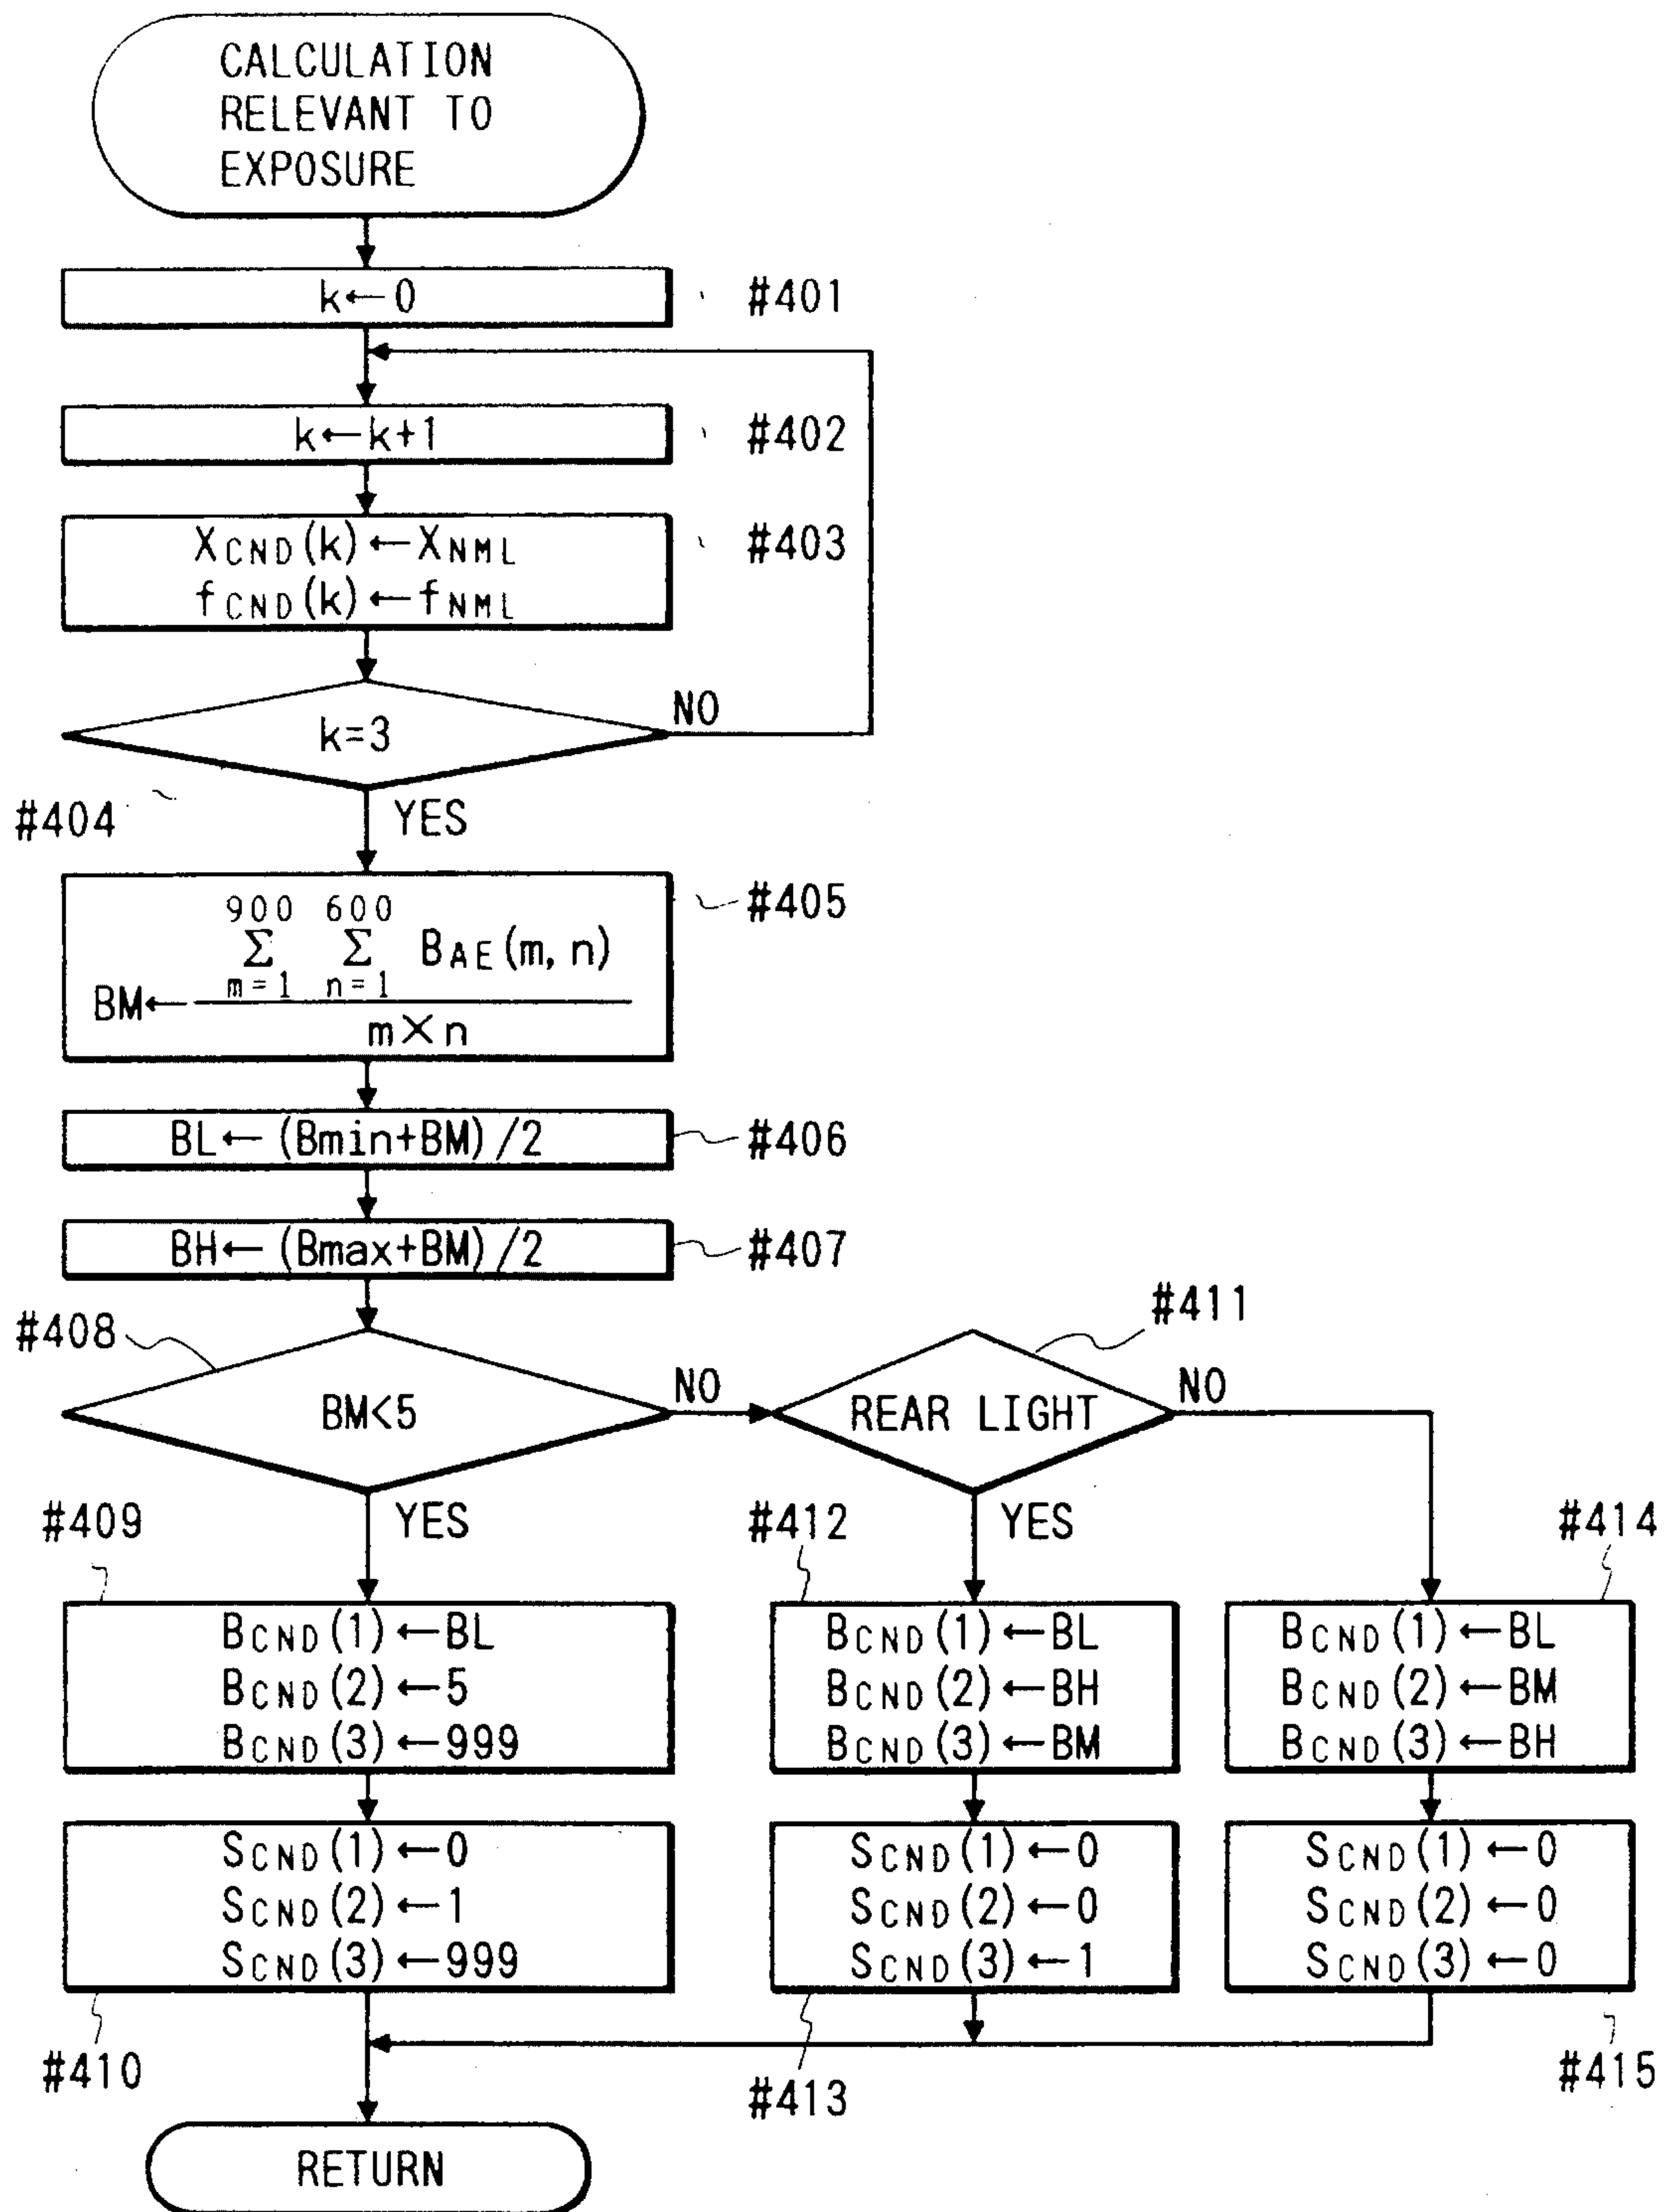 CALCULATION
RELEVANT TO
EXPOSURE
k←0
#401
k←k+1
#402
XCND(k)←XNML
fCND(k)←fNML
#403
k=3
NO
#404
YES
900 600
Σ Σ BAE(m,n)
m=1 n=1
BM←
m×n
#405
BL←(Bmin+BM)/2
#406
BH←(Bmax+BM)/2
#407
#408
BM<5
NO
#411
REAR LIGHT
NO
YES
YES
#409
BCND(1)←BL
BCND(2)←5
BCND(3)←999
#412
BCND(1)←BL
BCND(2)←BH
BCND(3)←BM
#414
BCND(1)←BL
BCND(2)←BM
BCND(3)←BH
SCND(1)←0
SCND(2)←1
SCND(3)←999
#410
SCND(1)←0
SCND(2)←0
SCND(3)←1
#413
SCND(1)←0
SCND(2)←0
SCND(3)←0
#415
RETURN